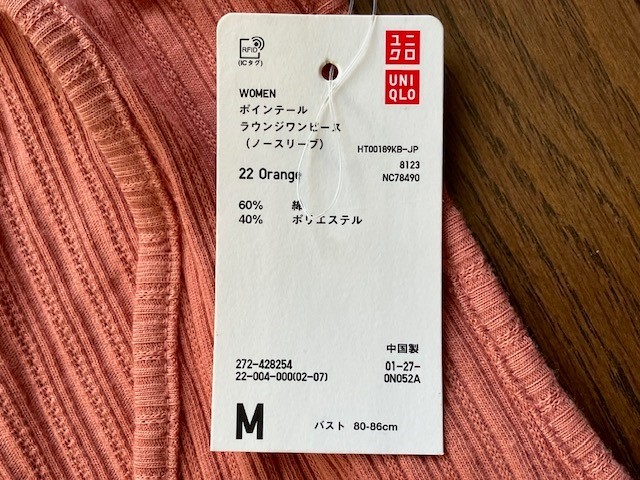 RFID
(ICタグ)
ユニ
クロ
UNI
QLO
WOMEN
ポインテール
ラウンジワンピース
(ノースリーブ)
HT00189KB-JP
8123
22 Orange
NC78490
60% 綿
40% ポリエステル
中国製
272-428254
01-27-
22-004-000(02-07)
0N052A
M
バスト 80-86cm